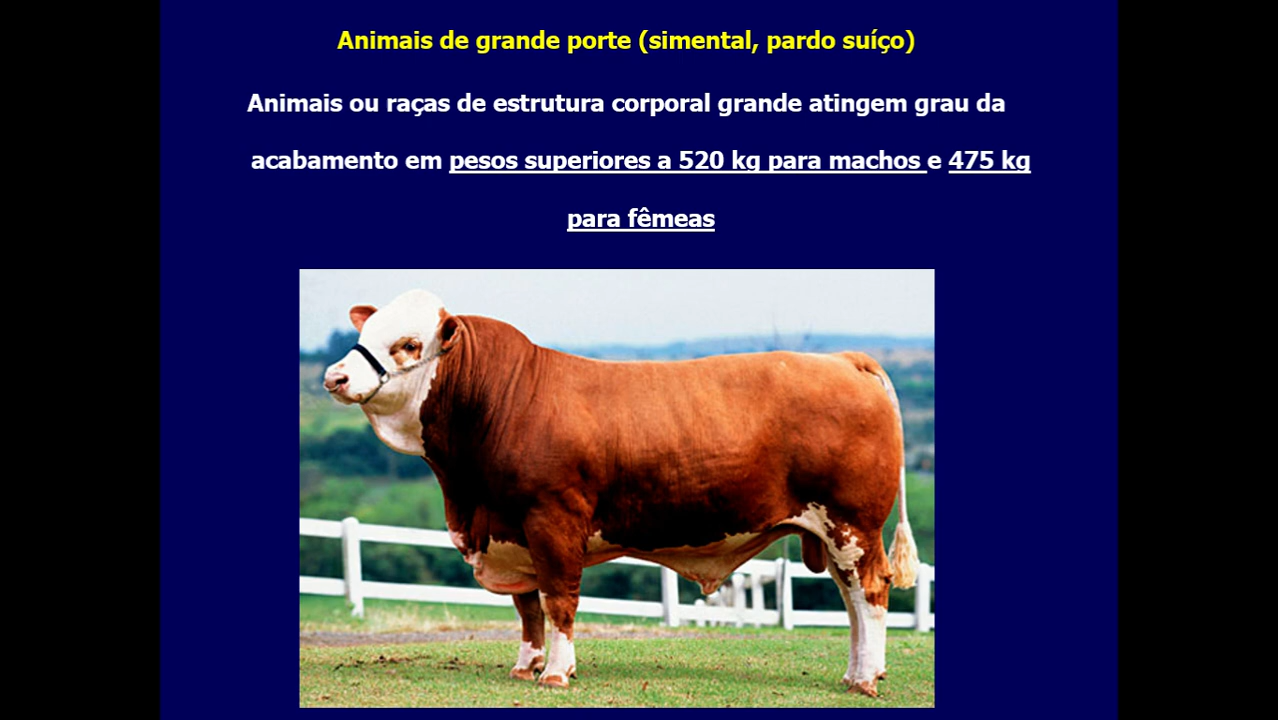 Animais de grande porte (simental, pardo suíço)
Animais ou raças de estrutura corporal grande atingem grau da
acabamento em pesos superiores a 520 kg para machos e 475 kg
para fêmeas